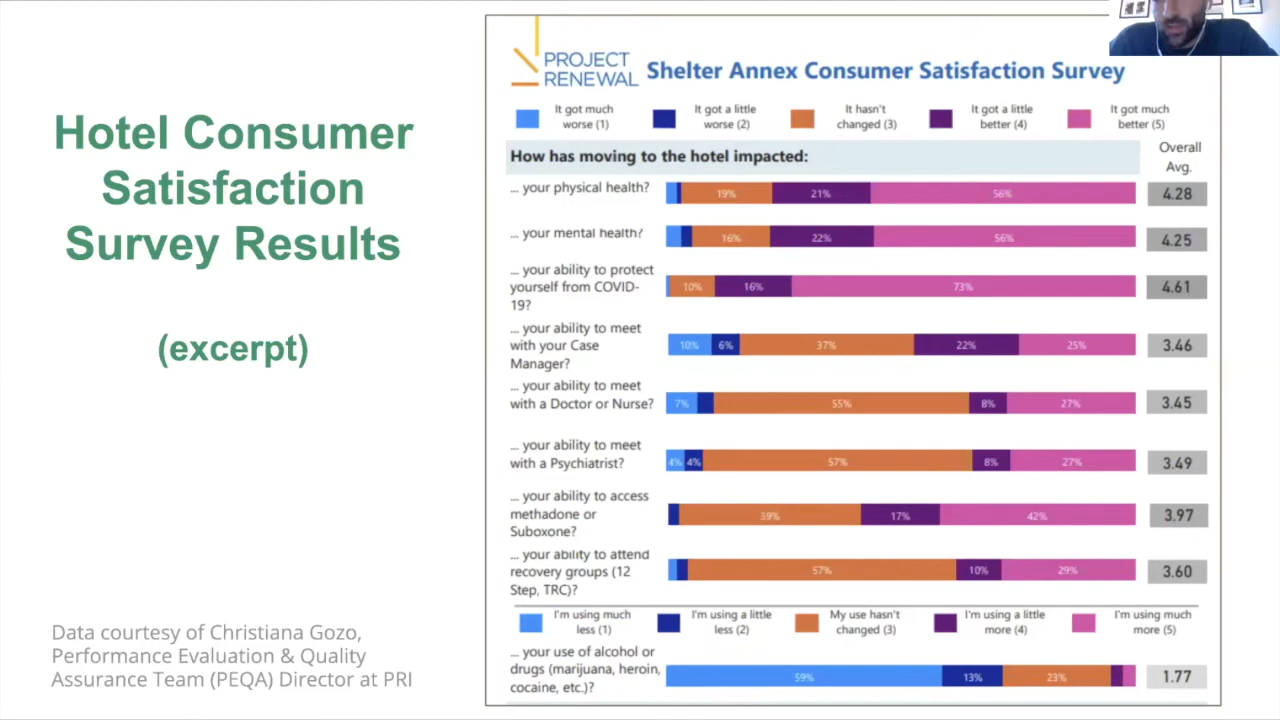 Hotel Consumer
Satisfaction
Survey Results
(excerpt)
Data courtesy of Christiana Gozo,
Performance Evaluation & Quality
Assurance Team (PEQA) Director at PRI
PROJECT
RENEWAL
Shelter Annex Consumer Satisfaction Survey
It got much
worse (1)
It got a little
worse (2)
It hasn't
changed (3)
It got a little
better (4)
It got much
better (5)
How has moving to the hotel impacted:
Overall
Avg.
... your physical health?
19% 21% 56% 4.28
... your mental health?
16% 22% 56% 4.25
... your ability to protect
yourself from COVID-
19?
10% 16% 73% 4.61
... your ability to meet
with your Case
Manager?
10% 6% 37% 22% 25% 3.46
... your ability to meet
with a Doctor or Nurse?
7% 55% 8% 27% 3.45
... your ability to meet
with a Psychiatrist?
4% 4% 57% 8% 27% 3.49
... your ability to access
methadone or
Suboxone?
39% 17% 42% 3.97
... your ability to attend
recovery groups (12
Step, TRC)?
57% 10% 29% 3.60
I'm using much
less (1)
I'm using a little
less (2)
My use hasn't
changed (3)
I'm using a little
more (4)
I'm using much
more (5)
... your use of alcohol or
drugs (marijuana, heroin,
cocaine, etc.)?
59% 13% 23% 1.77